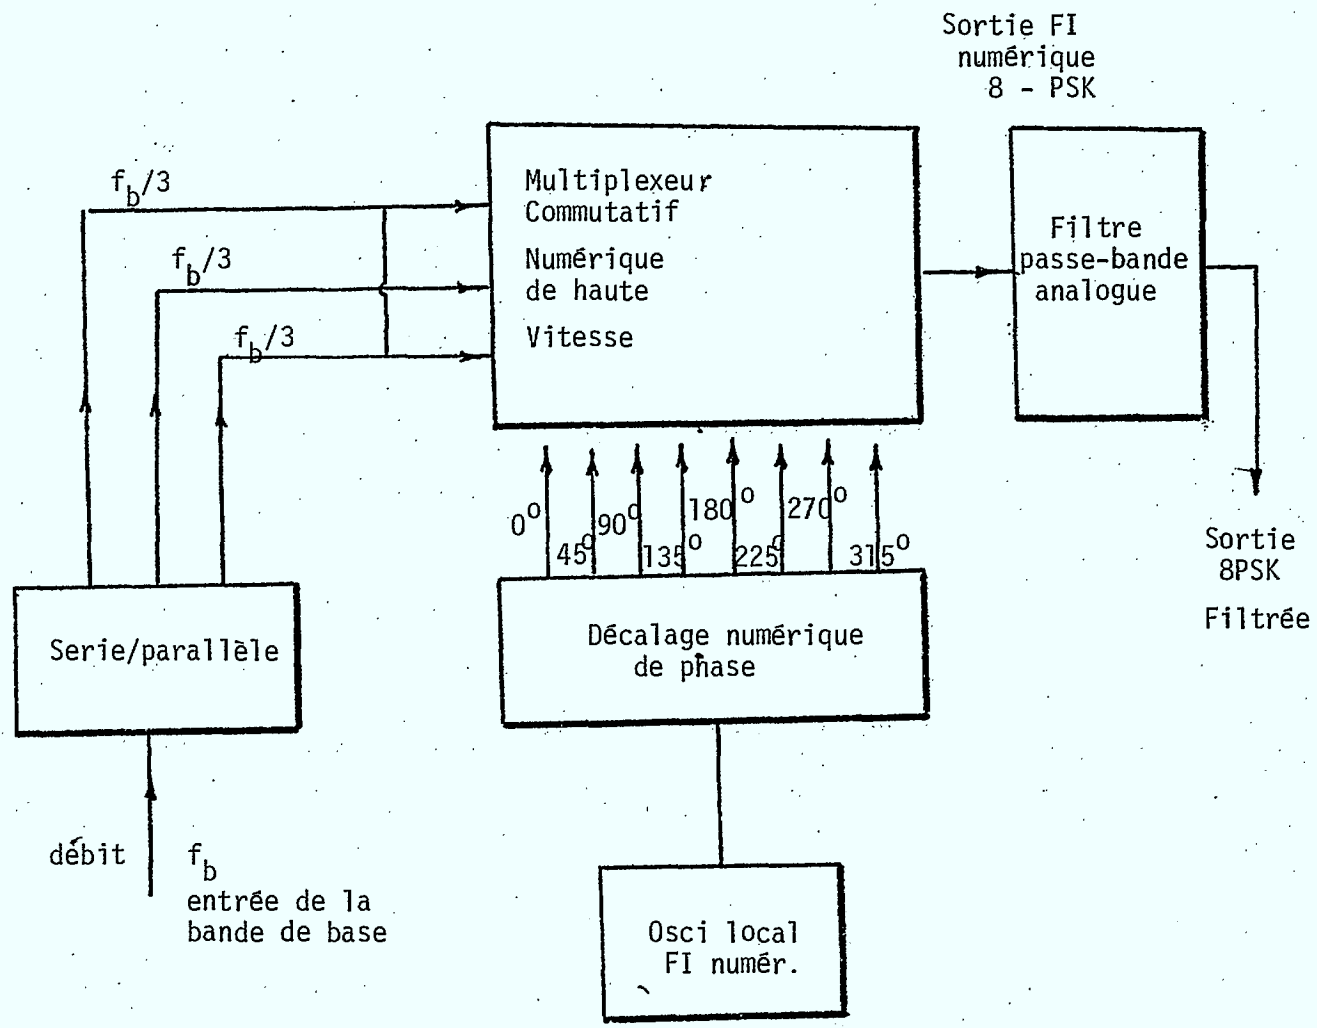 Sortie FI
numérique
8 - PSK
f_b/3
f_b/3
f_b/3
Multiplexeur
Commutatif
Numérique
de haute
Vitesse
Filtre
passe-bande
analogue
0° 90° 180° 270°
45° 135° 225° 315°
Sortie
8PSK
Filtrée
Serie/parallèle
Décalage numérique
de phase
débit
f_b
entrée de la
bande de base
Osci local
FI numér.